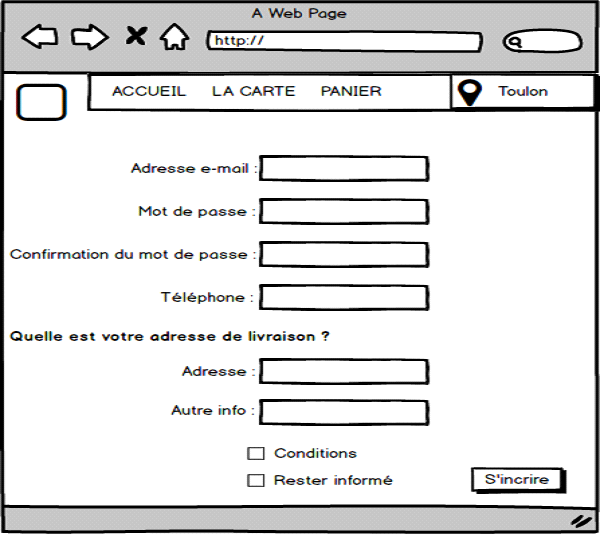 A Web Page
http://
ACCUEIL LA CARTE PANIER Toulon
Adresse e-mail :
Mot de passe :
Confirmation du mot de passe :
Téléphone :
Quelle est votre adresse de livraison ?
Adresse :
Autre info :
Conditions
Rester informé
S'incrire